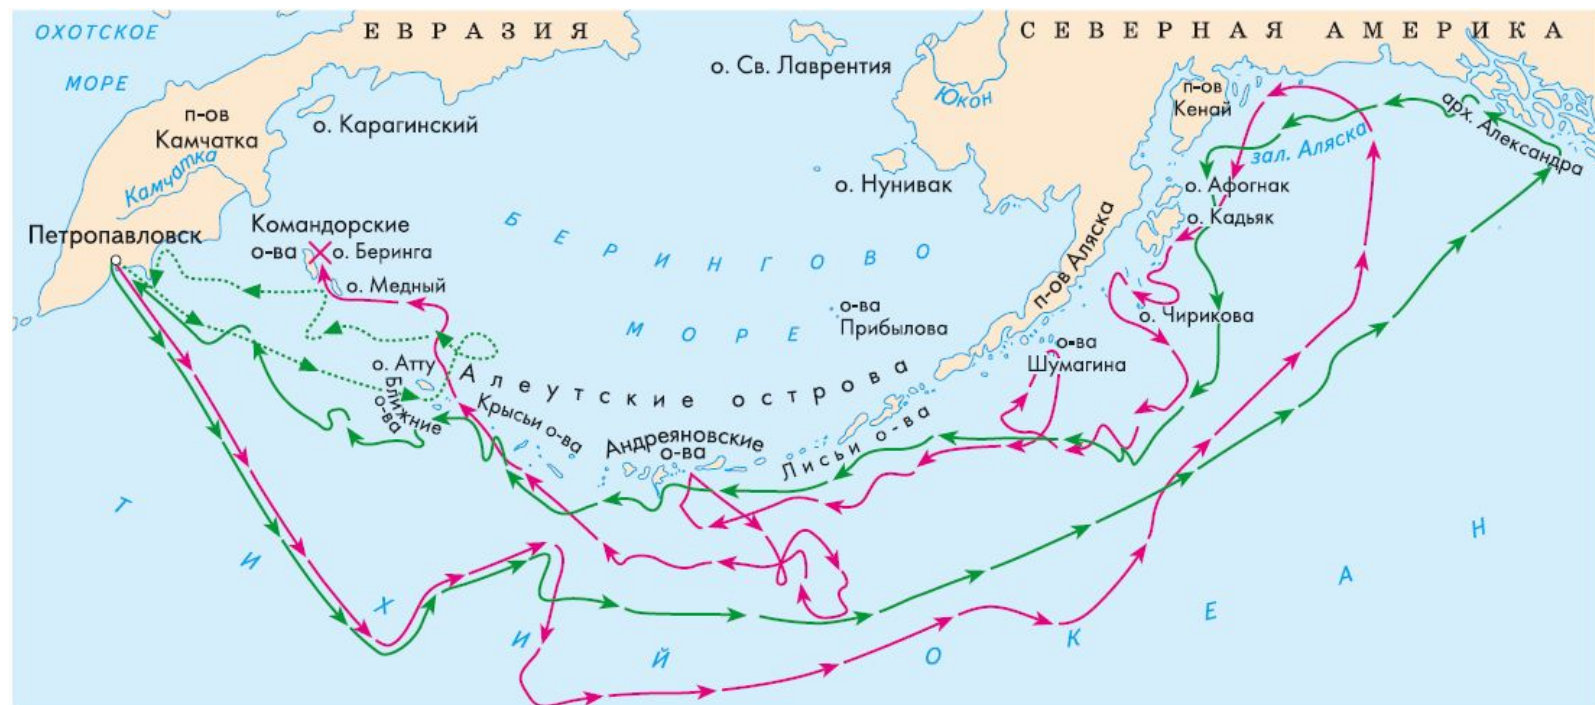 ОХОТСКОЕ
МОРЕ
ЕВРАЗИЯ
СЕВЕРНАЯ АМЕРИКА
о. Св. Лаврентия
Юкон
п-ов
Кенай
арх. Александра
п-ов
Камчатка
о. Карагинский
Камчатка
зал. Аляска
о. Нунивак
о. Афогнак
о. Кадьяк
Петропавловск
Командорские
о-ва
о. Беринга
о. Медный
БЕРИНГОВО
МОРЕ
п-ов Аляска
о-ва
Прибылова
о. Чирикова
о-ва
Шумагина
о. Атту
Ближние
о-ва
Алеутские острова
Крысьи о-ва
Андреяновские
о-ва
Лисьи о-ва
ТИХИЙ ОКЕАН